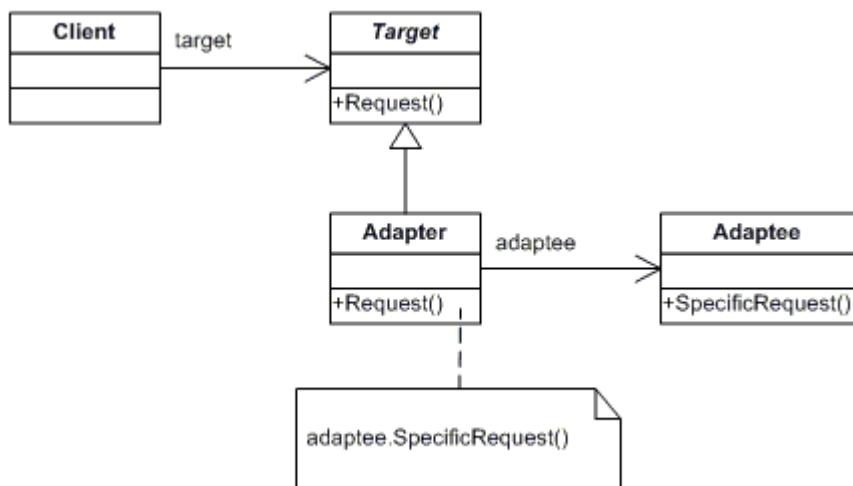 Client
target
Target
+Request()
Adapter
adaptee
Adaptee
+Request()
+SpecificRequest()
adaptee.SpecificRequest()